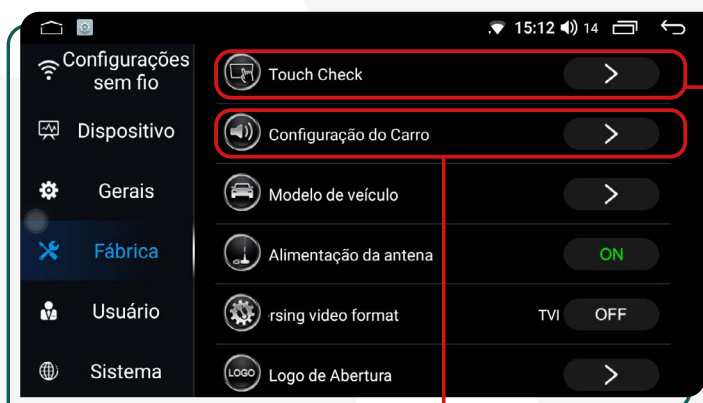 15:12 14
Configurações
sem fio
Dispositivo
Gerais
Fábrica
Usuário
Sistema
Touch Check
Configuração do Carro
Modelo de veículo
Alimentação da antena
ON
rsing video format
TVI
OFF
LOGO
Logo de Abertura